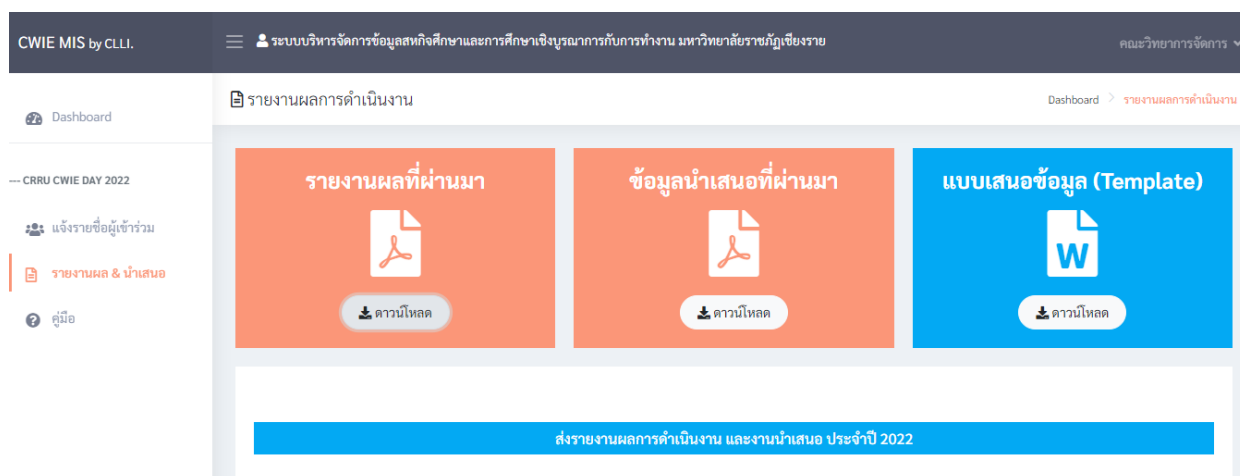 CWIE MIS by CLLI.
ระบบบริหารจัดการข้อมูลสหกิจศึกษาและการศึกษาเชิงบูรณาการกับการทำงาน มหาวิทยาลัยราชภัฏเชียงราย
คณะวิทยาการจัดการ
Dashboard
--- CRRU CWIE DAY 2022
แจ้งรายชื่อผู้เข้าร่วม
รายงานผล & นำเสนอ
คู่มือ
รายงานผลการดำเนินงาน
Dashboard > รายงานผลการดำเนินงาน
รายงานผลที่ผ่านมา
ดาวน์โหลด
ข้อมูลนำเสนอที่ผ่านมา
ดาวน์โหลด
แบบเสนอข้อมูล (Template)
W
ดาวน์โหลด
ส่งรายงานผลการดำเนินงาน และงานนำเสนอ ประจำปี 2022